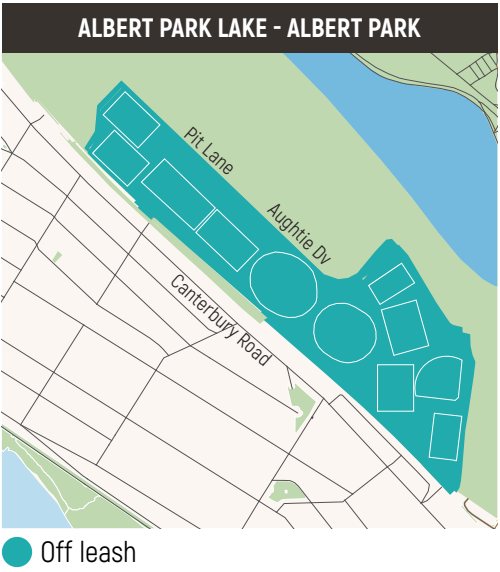 ALBERT PARK LAKE - ALBERT PARK
Pit Lane
Aughtie Dv
Canterbury Road
Off leash